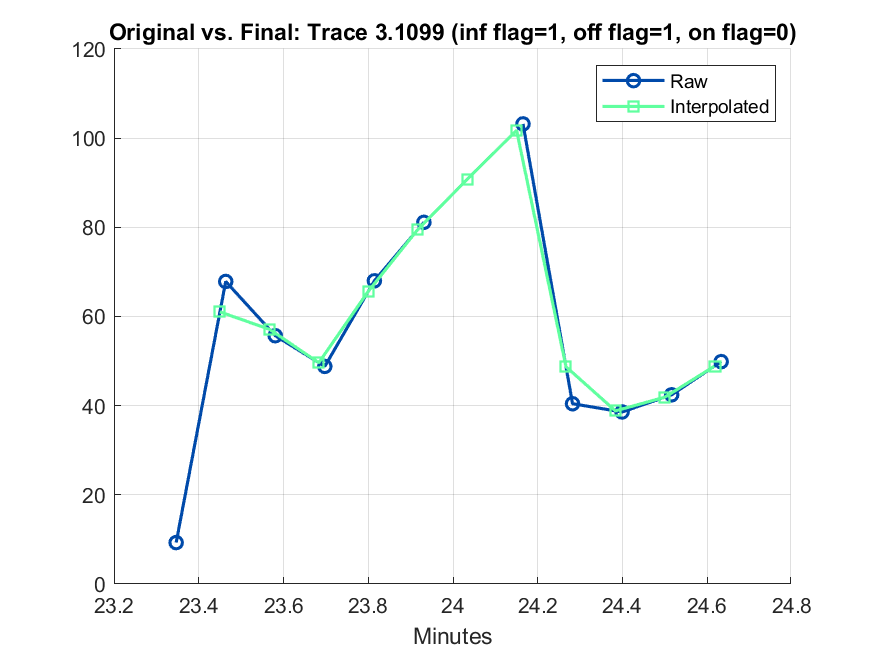 Original vs. Final: Trace 3.1099 (inf flag=1, off flag=1, on flag=0)
120
100
80
60
40
20
0
Raw
Interpolated
23.2 23.4 23.6 23.8 24 24.2 24.4 24.6 24.8
Minutes